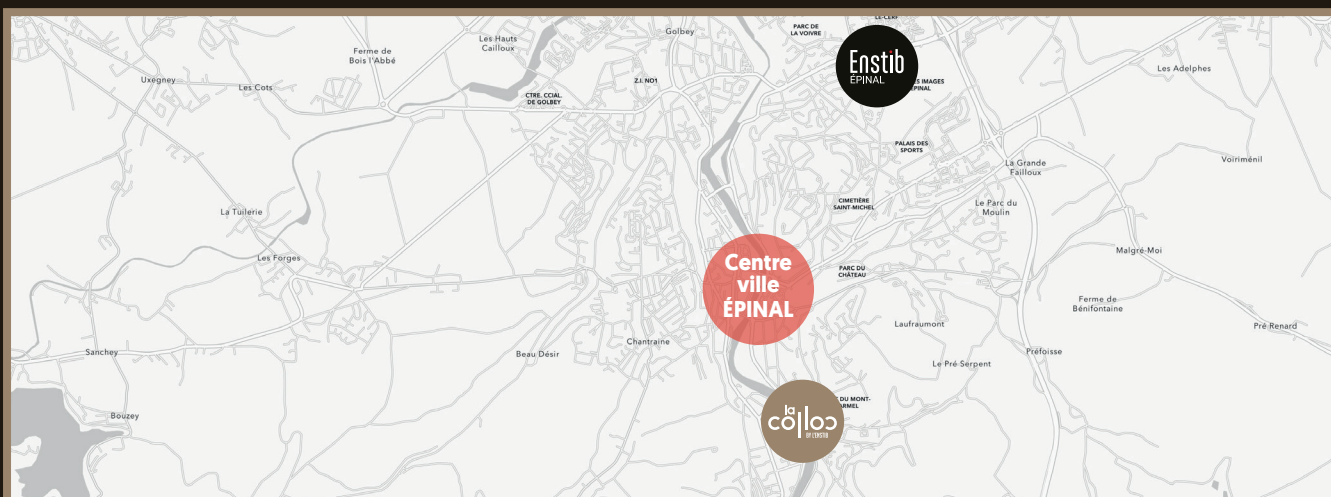 LE-CERF
PARC DE
LA VOIVRE
Golbey
Les Hauts
Cailloux
Ferme de
Bois l'Abbé
Enstib
ÉPINAL
Uxegney
Les Cots
Z.I. NO1
CTRE. CCIAL.
DE GOLBEY
IMAGES
Les Adelphes
PALAIS DES
SPORTS
La Grande
Failloux
Voiriménil
CIMETIÈRE
SAINT-MICHEL
Le Parc du
Moulin
La Tuilerie
Les Forges
Centre
ville
ÉPINAL
PARC DU
CHÂTEAU
Malgré-Moi
Ferme de
Bénifontaine
Laufraumont
Pré Renard
Sanchey
Beau Désir
Chantraine
Le Pré Serpent
Préfoisse
Bouzey
la
colloc
BY L'ENSTIB
DU MONT-